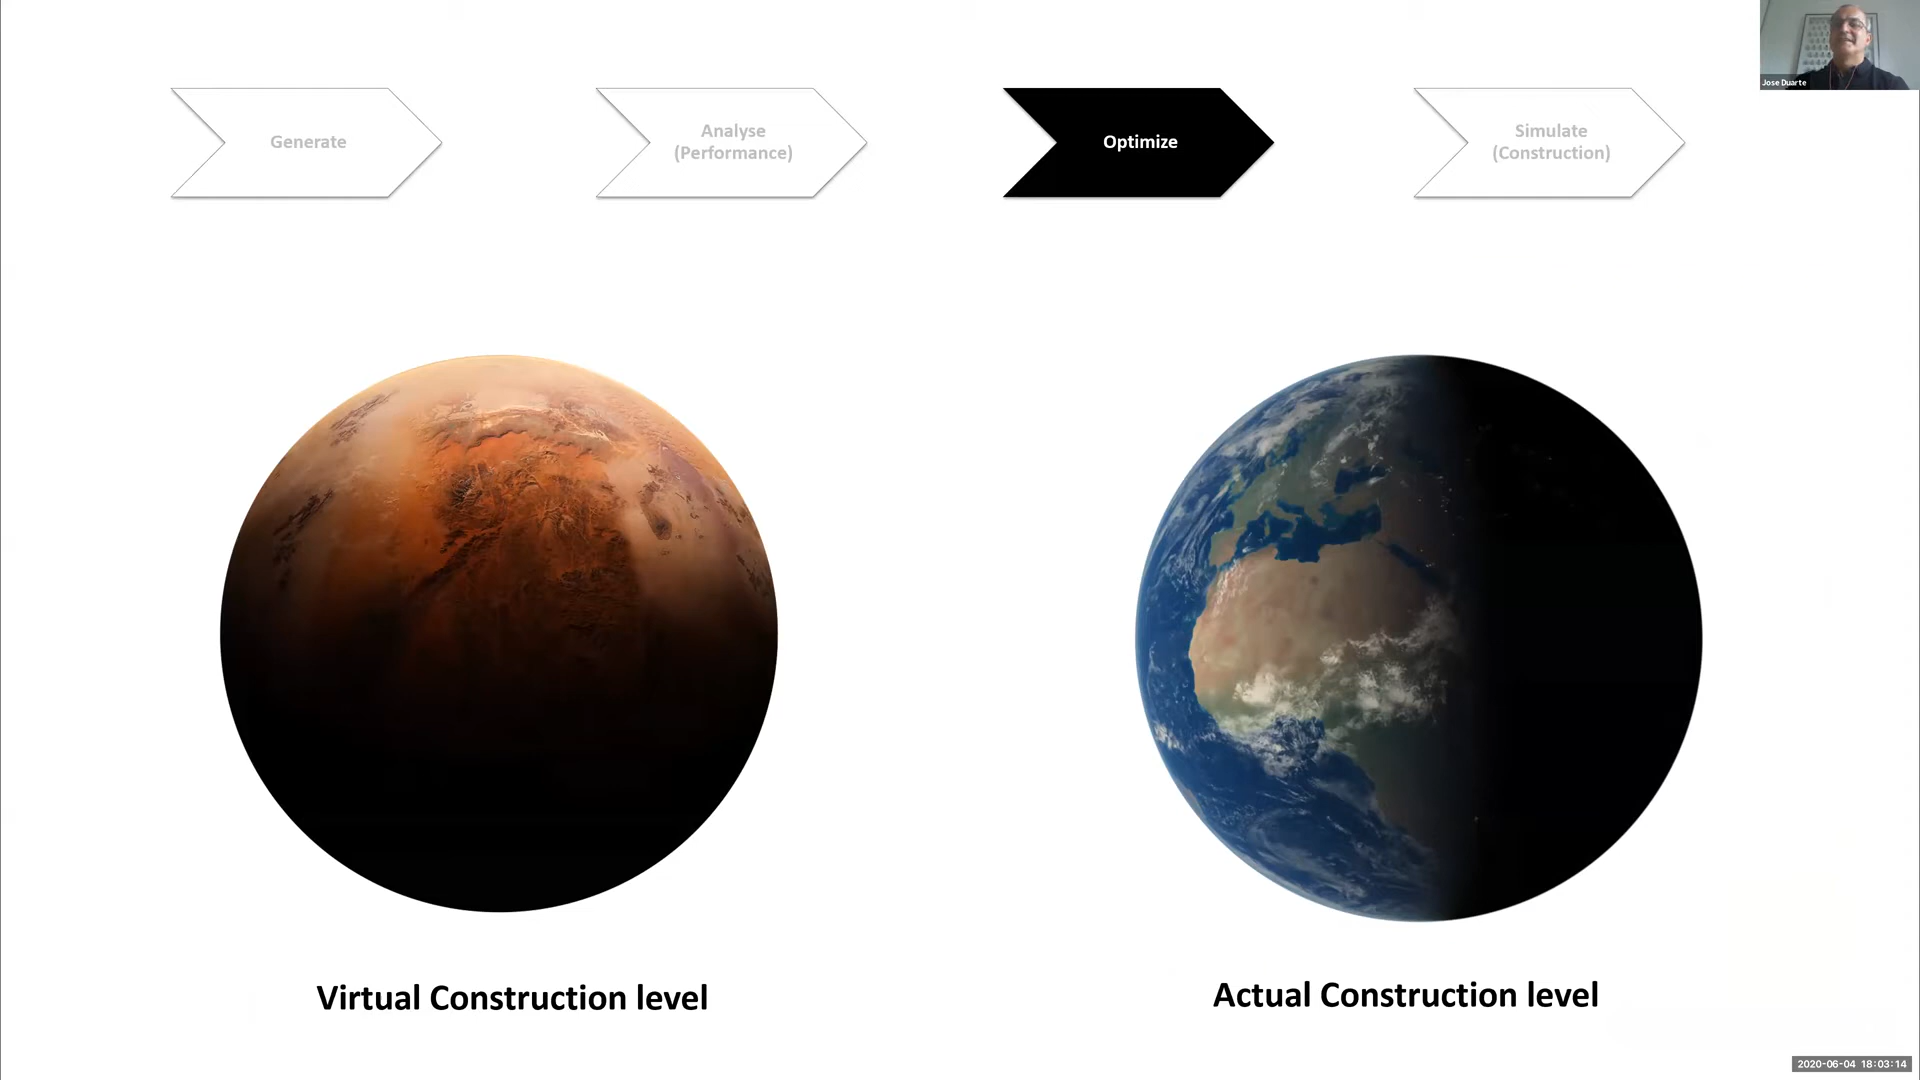 Generate
Analyse
(Performance)
Optimize
Simulate
(Construction)
Jose Duarte
Virtual Construction level
Actual Construction level
2020-06-04 18:03:14